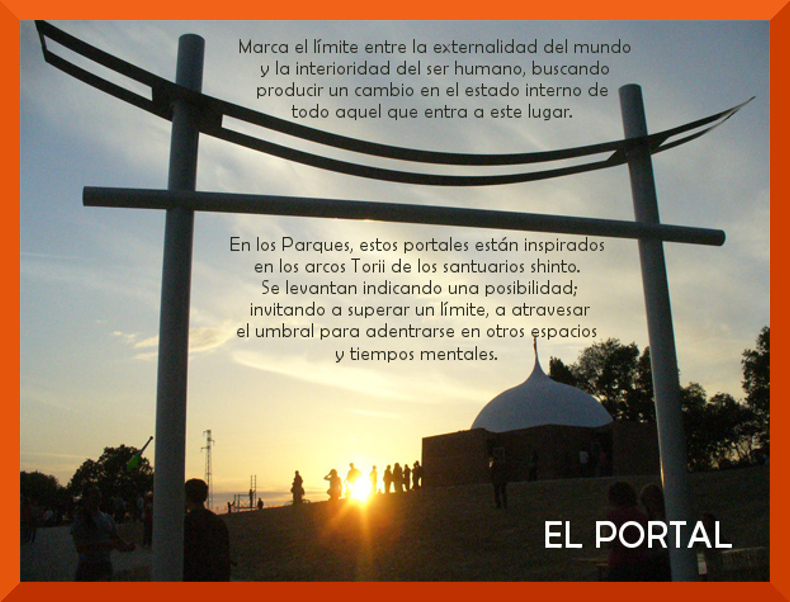 Marca el límite entre la externalidad del mundo
y la interioridad del ser humano, buscando
producir un cambio en el estado interno de
todo aquel que entra a este lugar.
En los Parques, estos portales están inspirados
en los arcos Torii de los santuarios shinto.
Se levantan indicando una posibilidad;
invitando a superar un límite, a atravesar
el umbral para adentrarse en otros espacios
y tiempos mentales.
EL PORTAL